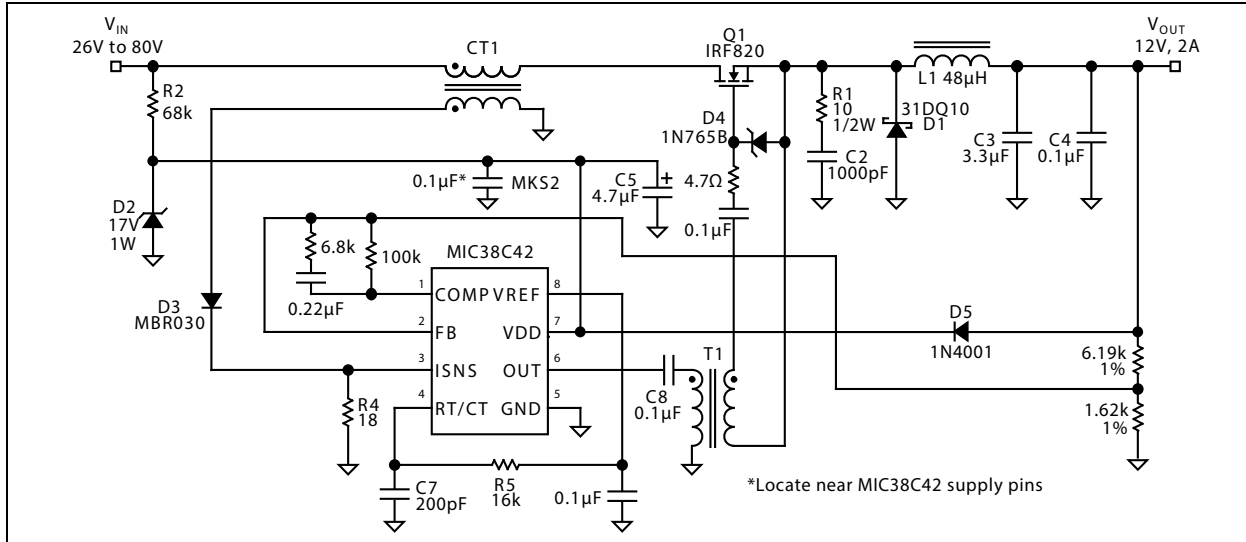 VIN
26V to 80V
CT1
Q1
IRF820
VOUT
12V, 2A
R2
68k
L1 48µH
D4
1N765B
R1
10
1/2W
31DQ10
D1
C3
3.3µF
C4
0.1µF
C2
1000pF
0.1µF*
MKS2
C5
4.7µF
+
4.7Ω
0.1µF
D2
17V
1W
6.8k
100k
0.22µF
MIC38C42
D3
MBR030
1
COMP
VREF
8
2
FB
VDD
7
3
ISNS
OUT
6
4
RT/CT
GND
5
D5
1N4001
6.19k
1%
1.62k
1%
T1
C8
0.1µF
R4
18
C7
200pF
R5
16k
0.1µF
*Locate near MIC38C42 supply pins